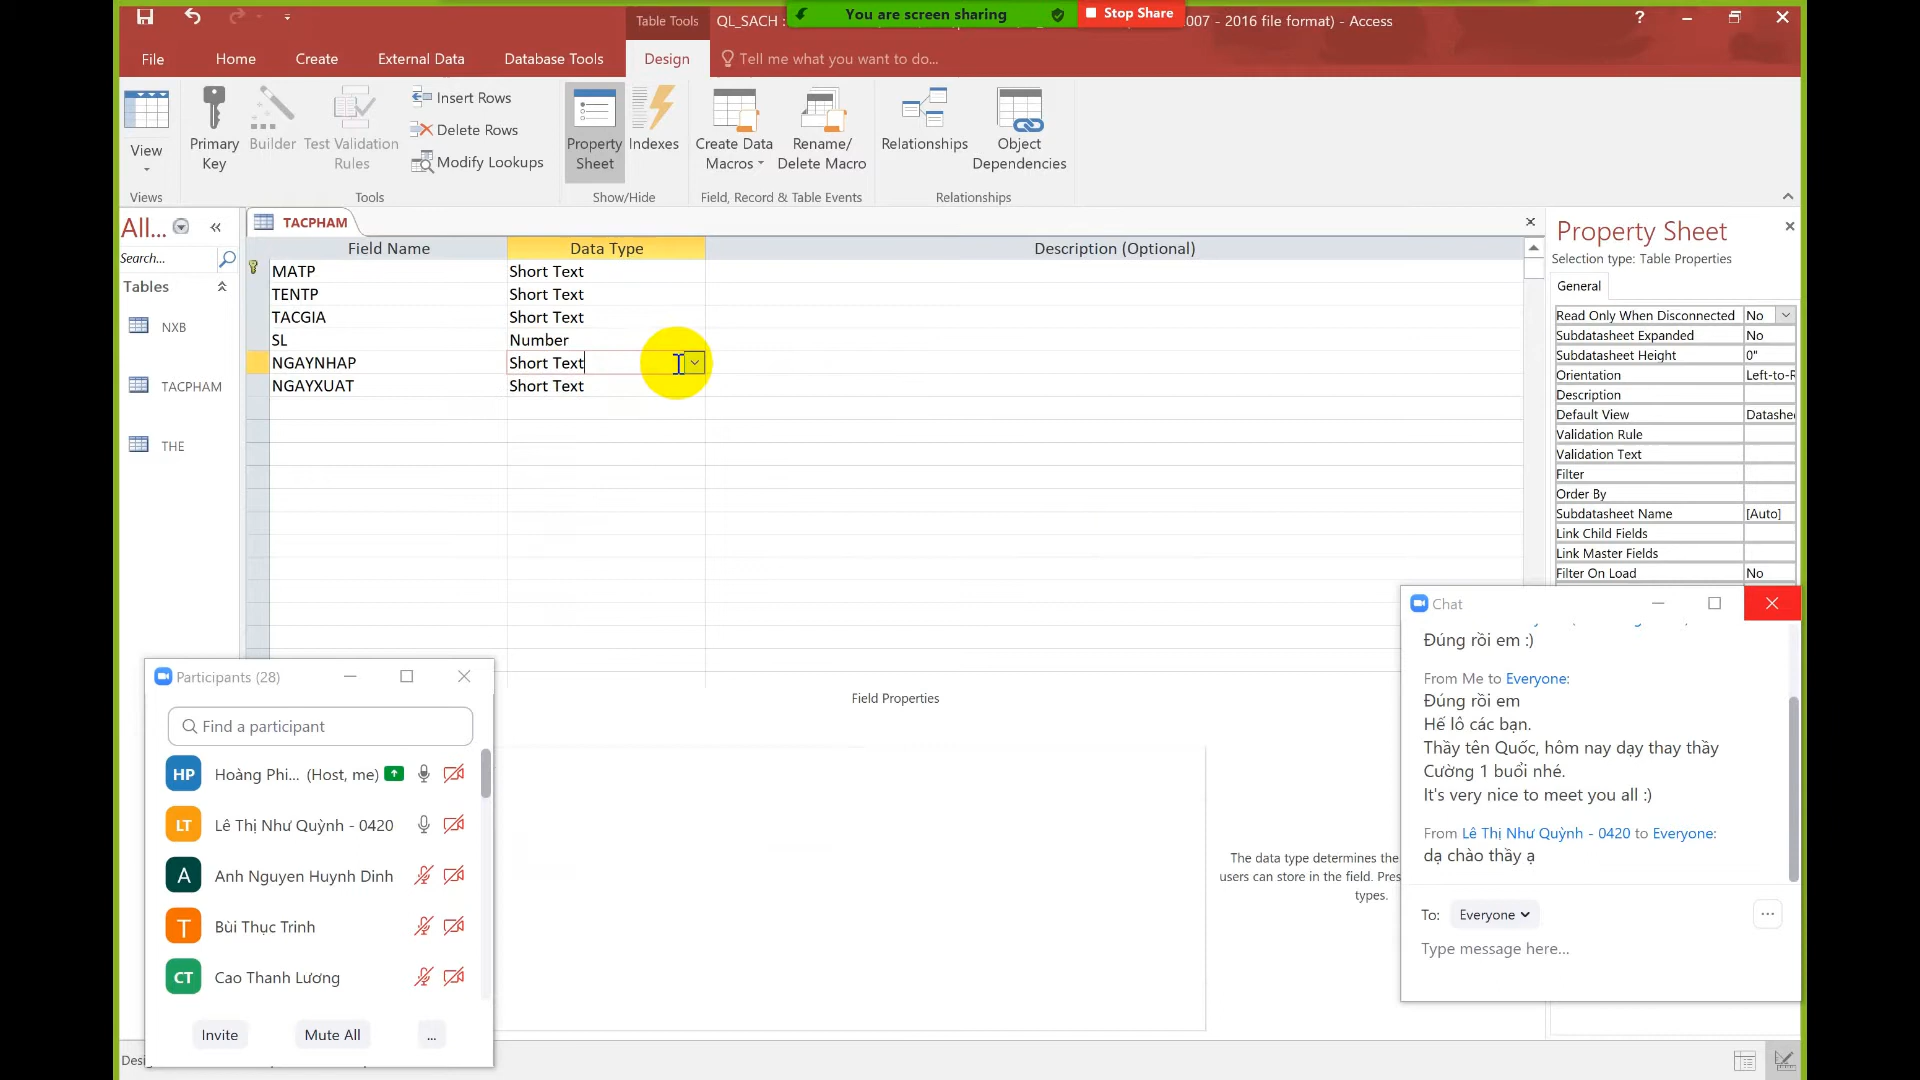 Table Tools
QL_SACH :
You are screen sharing
Stop Share
007 - 2016 file format) - Access
?
File
Home
Create
External Data
Database Tools
Design
Tell me what you want to do...
View
Primary
Key
Builder
Test Validation
Rules
Insert Rows
Delete Rows
Modify Lookups
Property
Sheet
Indexes
Create Data
Macros
Rename/
Delete Macro
Relationships
Object
Dependencies
Views
Tools
Show/Hide
Field, Record & Table Events
Relationships
All...
«
Search...
Tables
NXB
TACPHAM
THE
TACPHAM
Field Name
Data Type
Description (Optional)
MATP
Short Text
TENTP
Short Text
TACGIA
Short Text
SL
Number
NGAYNHAP
Short Text
NGAYXUAT
Short Text
Field Properties
The data type determines the
users can store in the field. Pres
types.
Property Sheet
Selection type: Table Properties
General
Read Only When Disconnected No
Subdatasheet Expanded No
Subdatasheet Height 0"
Orientation Left-to-R
Description
Default View Datashe
Validation Rule
Validation Text
Filter
Order By
Subdatasheet Name [Auto]
Link Child Fields
Link Master Fields
Filter On Load No
Participants (28)
Find a participant
HP Hoàng Phi... (Host, me)
LT Lê Thị Như Quỳnh - 0420
A Anh Nguyen Huynh Dinh
T Bùi Thục Trinh
CT Cao Thanh Lương
Invite
Mute All
...
Chat
Đúng rồi em :)
From Me to Everyone:
Đúng rồi em
Hế lô các bạn.
Thầy tên Quốc, hôm nay dạy thay thầy
Cường 1 buổi nhé.
It's very nice to meet you all :)
From Lê Thị Như Quỳnh - 0420 to Everyone:
dạ chào thầy ạ
To: Everyone
...
Type message here...
Desig